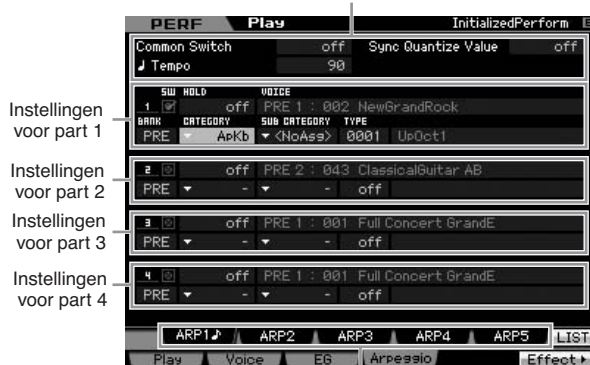 PERF Play InitializedPerform
Common Switch off Sync Quantize Value off
Tempo 90
SW HOLD VOICE
1 off PRE 1 : 002 NewGrandRock
BANK CATEGORY SUB CATEGORY TYPE
PRE ApKb <NoAss> 0001 UpOct1
Instellingen
voor part 1
2 off PRE 2 : 043 ClassicalGuitar AB
PRE - - off
Instellingen
voor part 2
3 off PRE 1 : 001 Full Concert GrandE
PRE - - off
Instellingen
voor part 3
4 off PRE 1 : 001 Full Concert GrandE
PRE - - off
Instellingen
voor part 4
ARP1♪ ARP2 ARP3 ARP4 ARP5 LIST
Play Voice EG Arpeggio Effect